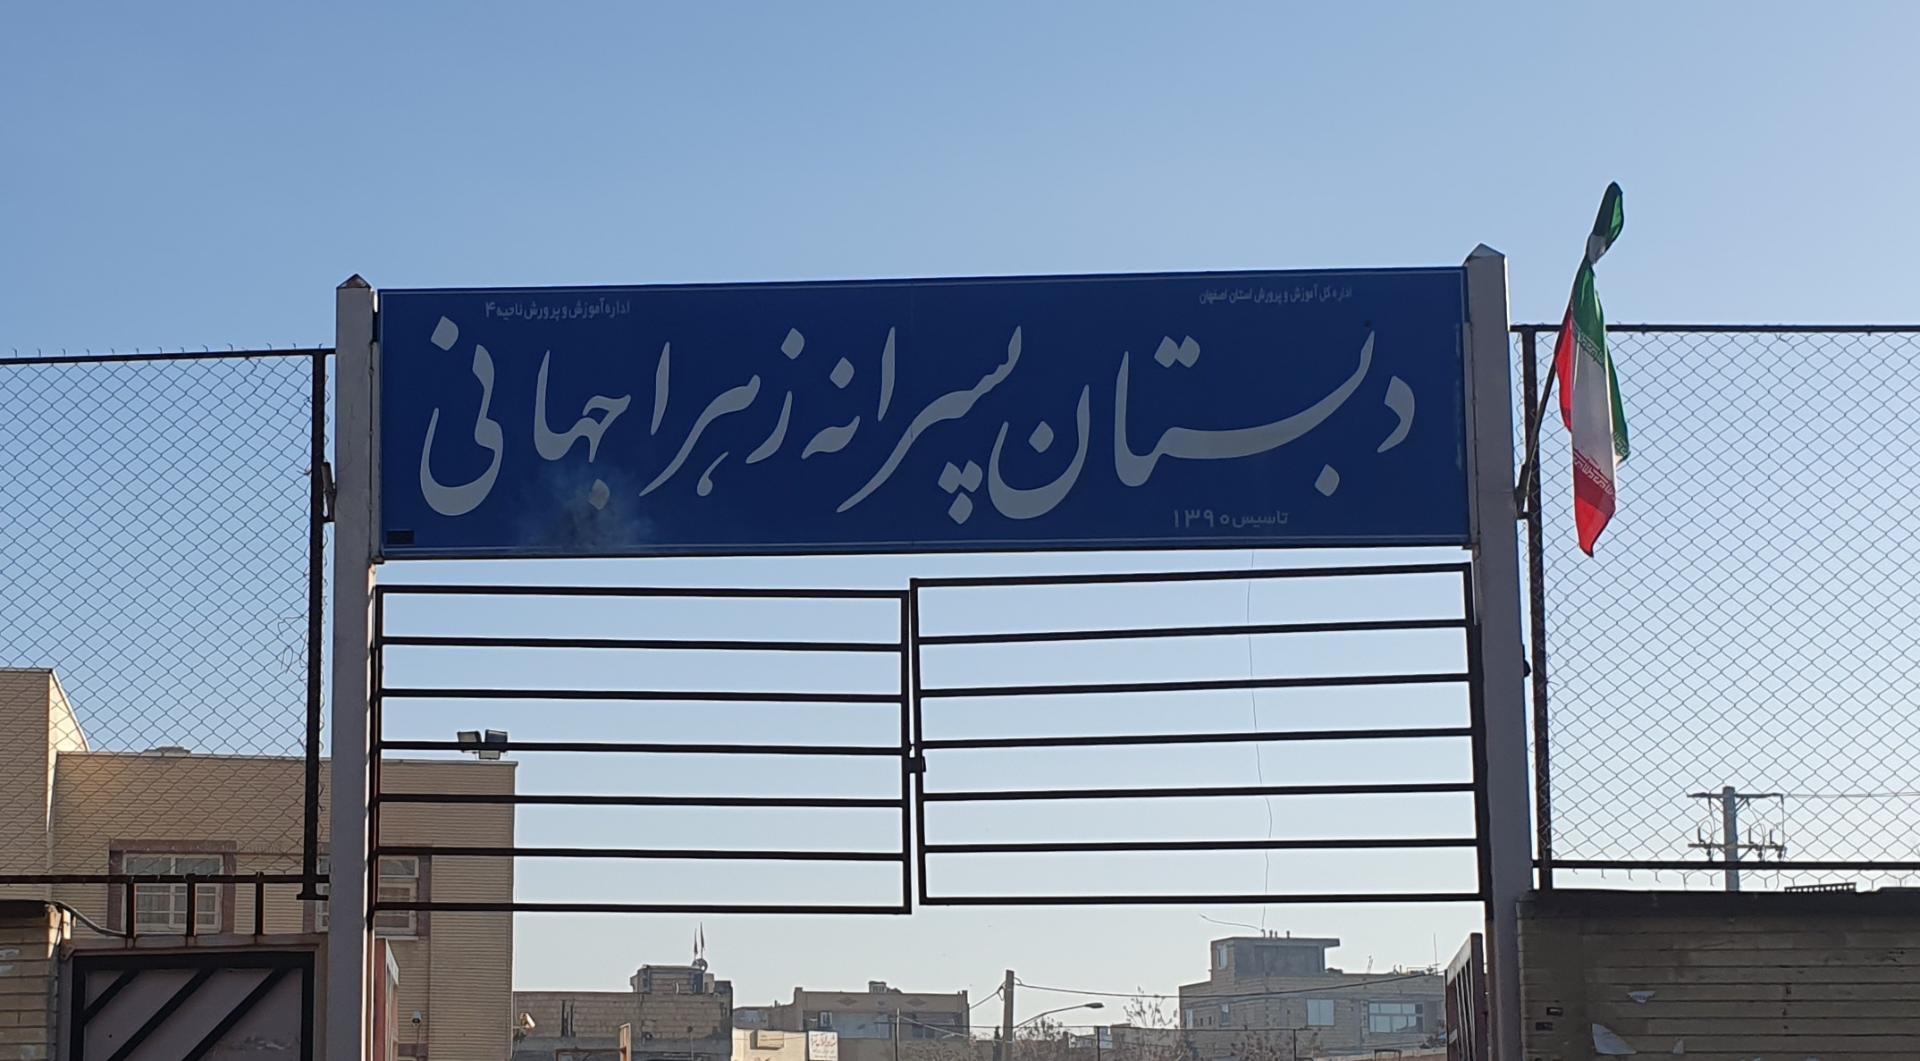 اداره کل آموزش و پرورش استان اصفهان
اداره آموزش و پرورش ناحیه ۴
دبستان پسرانه زهرا جهانی
تاسیس ۱۳۹۰